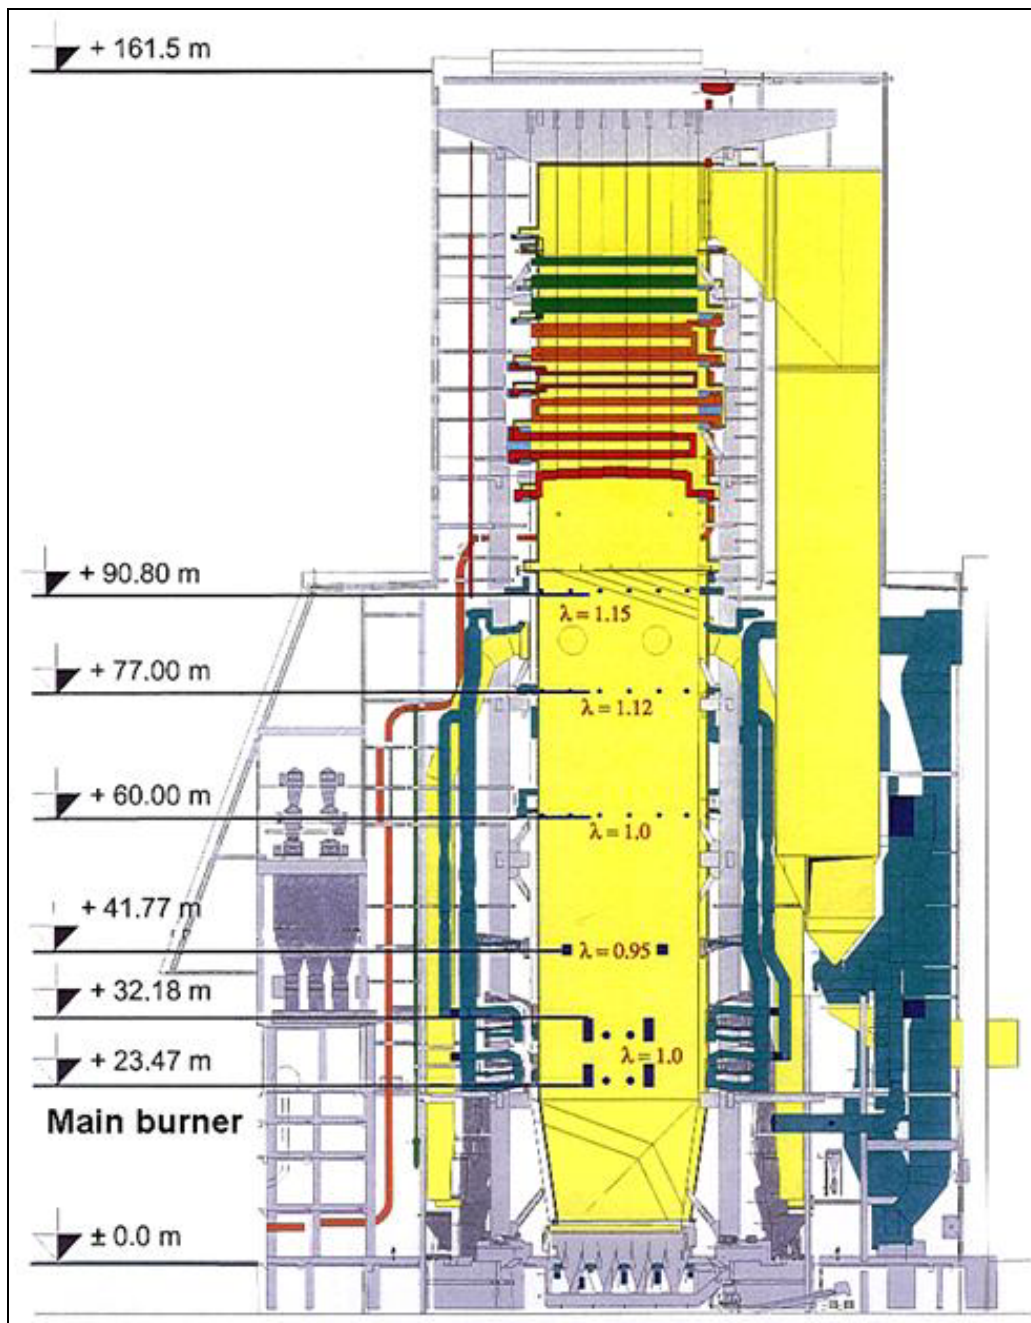 + 161.5 m
+ 90.80 m
λ = 1.15
+ 77.00 m
λ = 1.12
+ 60.00 m
λ = 1.0
+ 41.77 m
λ = 0.95
+ 32.18 m
λ = 1.0
+ 23.47 m
Main burner
± 0.0 m